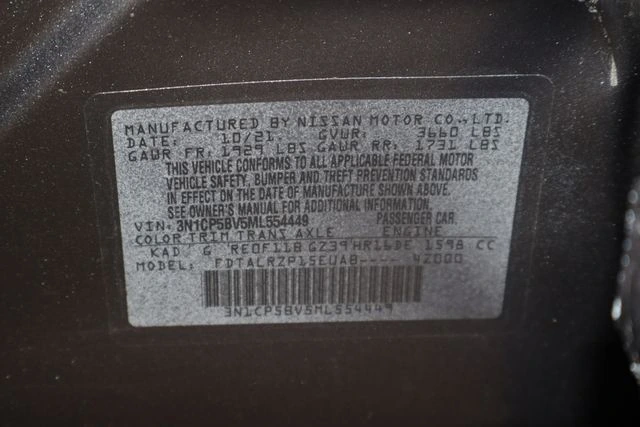 MANUFACTURED BY NISSAN MOTOR CO.,LTD.
DATE: 10/21 GVWR: 3660 LBS
GAWR FR: 1929 LBS GAWR RR: 1731 LBS
THIS VEHICLE CONFORMS TO ALL APPLICABLE FEDERAL MOTOR
VEHICLE SAFETY, BUMPER AND THEFT PREVENTION STANDARDS
IN EFFECT ON THE DATE OF MANUFACTURE SHOWN ABOVE.
SEE OWNER'S MANUAL FOR ADDITIONAL INFORMATION.
VIN: 3N1CP5BV5ML554449 PASSENGER CAR
COLOR TRIM TRANS AXLE ENGINE
KAD G RE0F11B GZ39 HR16DE 1598 CC
MODEL: FDTALRZP15EUAB---- 4Z000
3N1CP5BV5ML554449